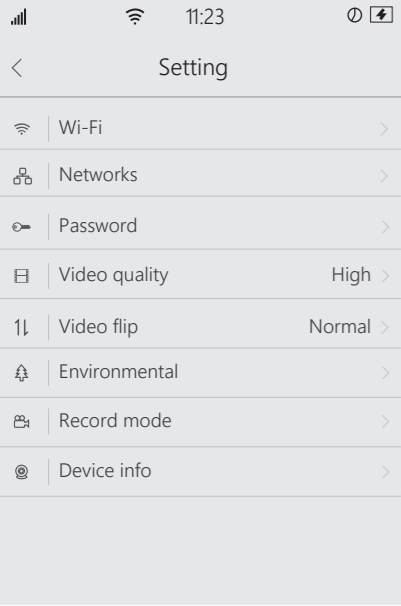 11:23
Setting
Wi-Fi
Networks
Password
Video quality High
Video flip Normal
Environmental
Record mode
Device info